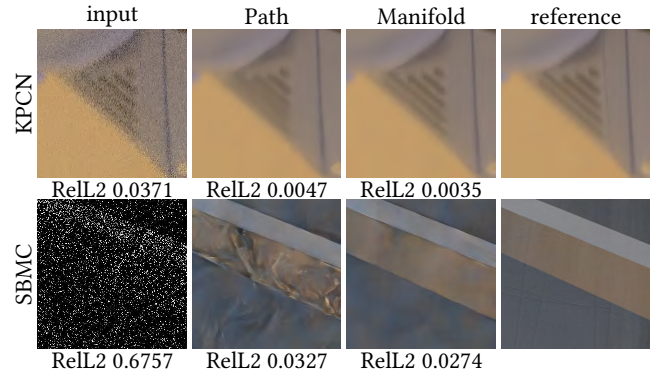 input Path Manifold reference
KPCN
RelL2 0.0371 RelL2 0.0047 RelL2 0.0035
SBMC
RelL2 0.6757 RelL2 0.0327 RelL2 0.0274